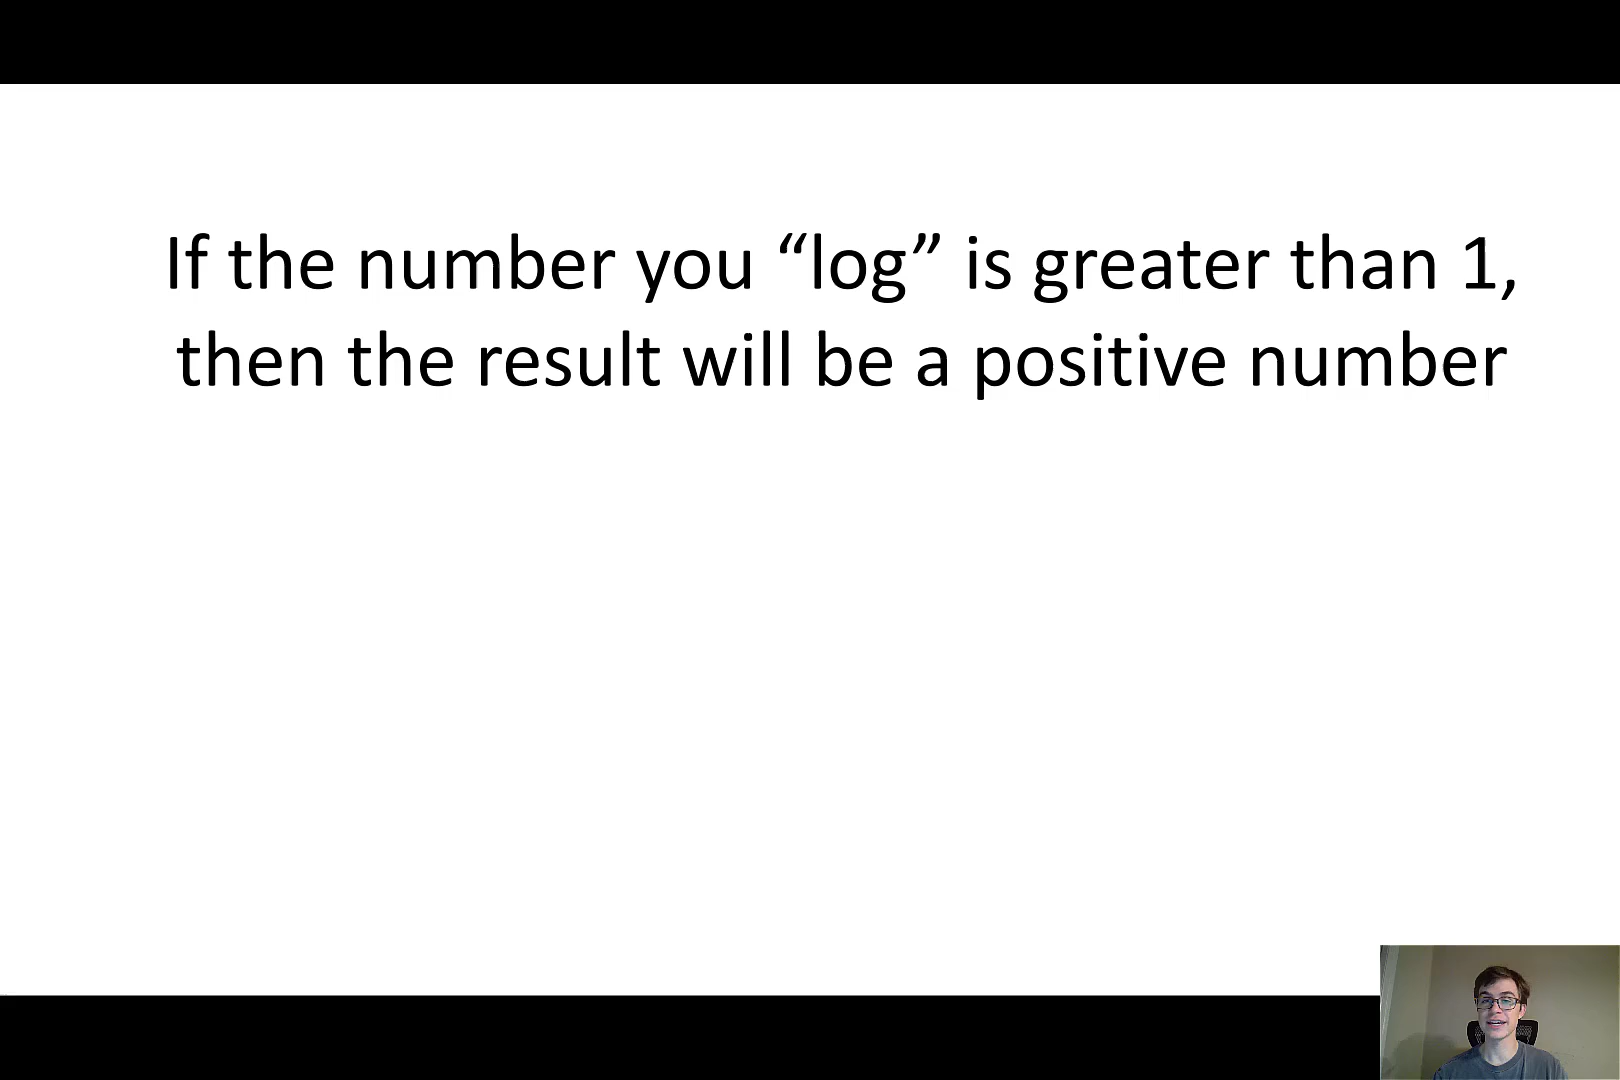 If the number you “log” is greater than 1,
then the result will be a positive number